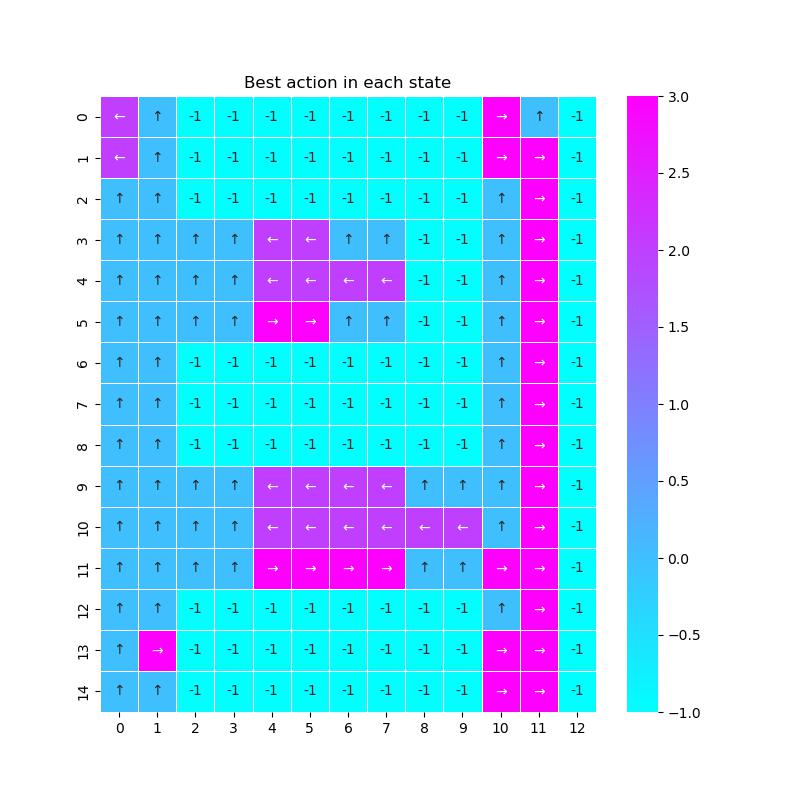 Best action in each state
0 ← ↑ -1 -1 -1 -1 -1 -1 -1 -1 → ↑ -1 3.0
1 ← ↑ -1 -1 -1 -1 -1 -1 -1 -1 → → -1
2 ↑ ↑ -1 -1 -1 -1 -1 -1 -1 -1 ↑ → -1 2.5
3 ↑ ↑ ↑ ↑ ← ← ↑ ↑ -1 -1 ↑ → -1
4 ↑ ↑ ↑ ↑ ← ← ← ← -1 -1 ↑ → -1 2.0
5 ↑ ↑ ↑ ↑ → → ↑ ↑ -1 -1 ↑ → -1 1.5
6 ↑ ↑ -1 -1 -1 -1 -1 -1 -1 -1 ↑ → -1
7 ↑ ↑ -1 -1 -1 -1 -1 -1 -1 -1 ↑ → -1 1.0
8 ↑ ↑ -1 -1 -1 -1 -1 -1 -1 -1 ↑ → -1
9 ↑ ↑ ↑ ↑ ← ← ← ← ↑ ↑ ↑ → -1 0.5
10 ↑ ↑ ↑ ↑ ← ← ← ← ← ← ↑ → -1
11 ↑ ↑ ↑ ↑ → → → → ↑ ↑ → → -1 0.0
12 ↑ ↑ -1 -1 -1 -1 -1 -1 -1 -1 ↑ → -1
13 ↑ → -1 -1 -1 -1 -1 -1 -1 -1 → → -1 −0.5
14 ↑ ↑ -1 -1 -1 -1 -1 -1 -1 -1 → → -1 −1.0
0 1 2 3 4 5 6 7 8 9 10 11 12